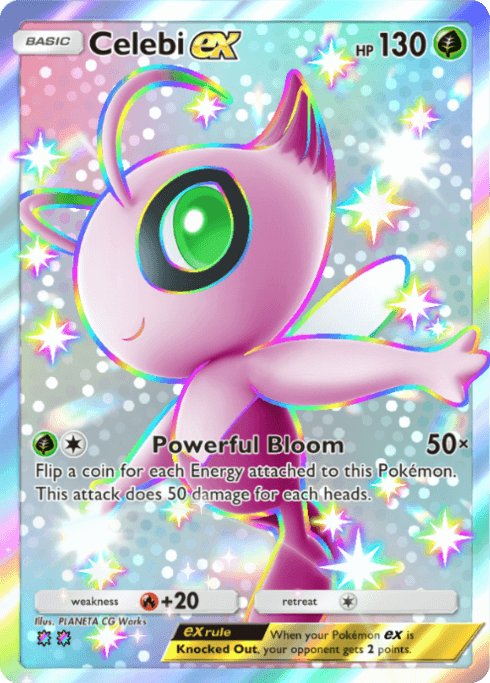 BASIC Celebi ex HP 130
Powerful Bloom 50×
Flip a coin for each Energy attached to this Pokémon.
This attack does 50 damage for each heads.
weakness +20 retreat
Illus. PLANETA CG Works
ex rule When your Pokémon ex is
Knocked Out, your opponent gets 2 points.